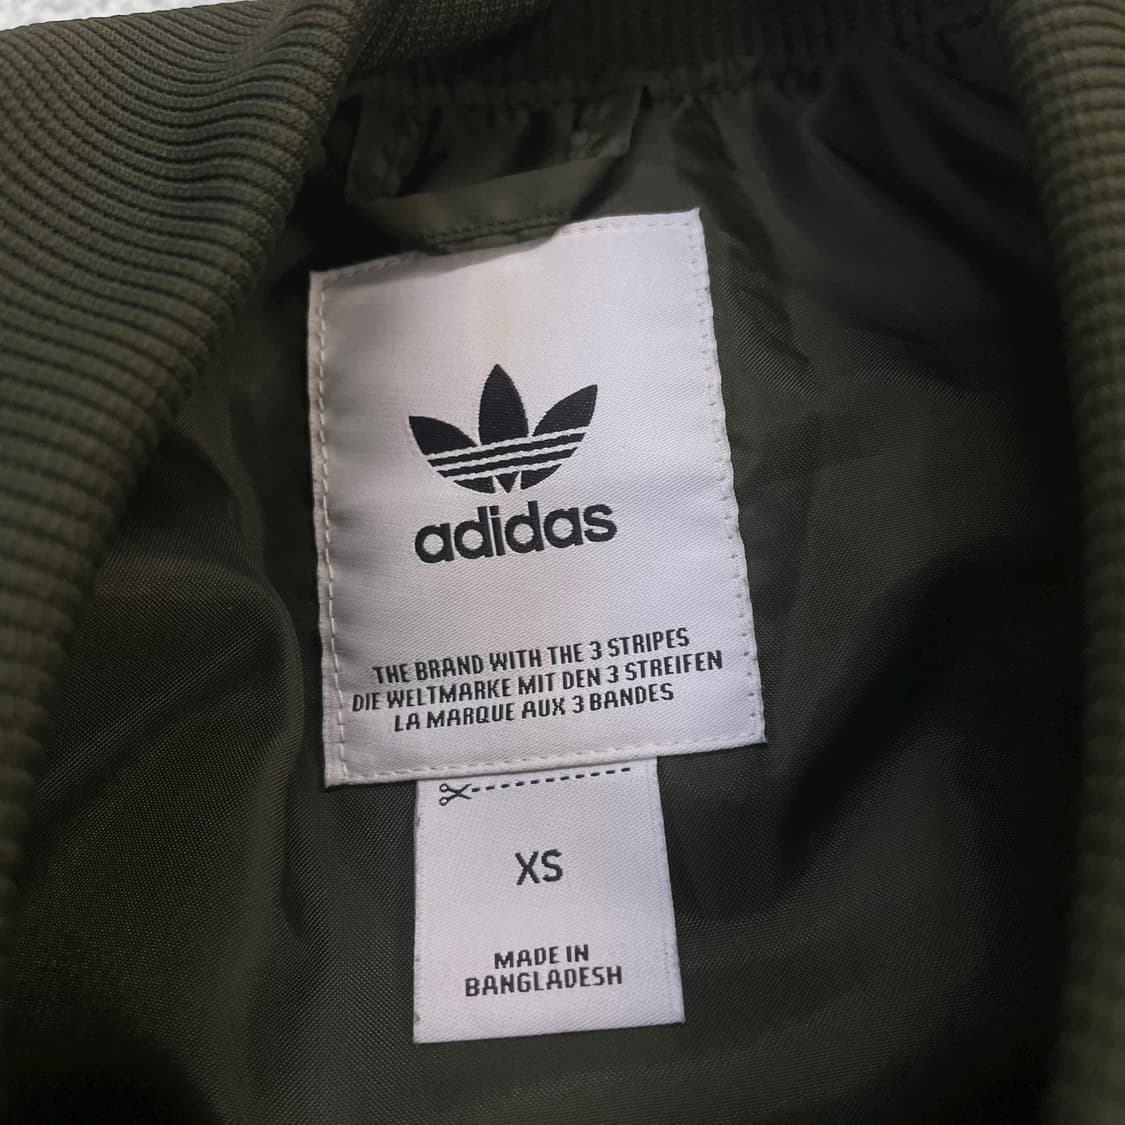 adidas
THE BRAND WITH THE 3 STRIPES
DIE WELTMARKE MIT DEN 3 STREIFEN
LA MARQUE AUX 3 BANDES
XS
MADE IN
BANGLADESH